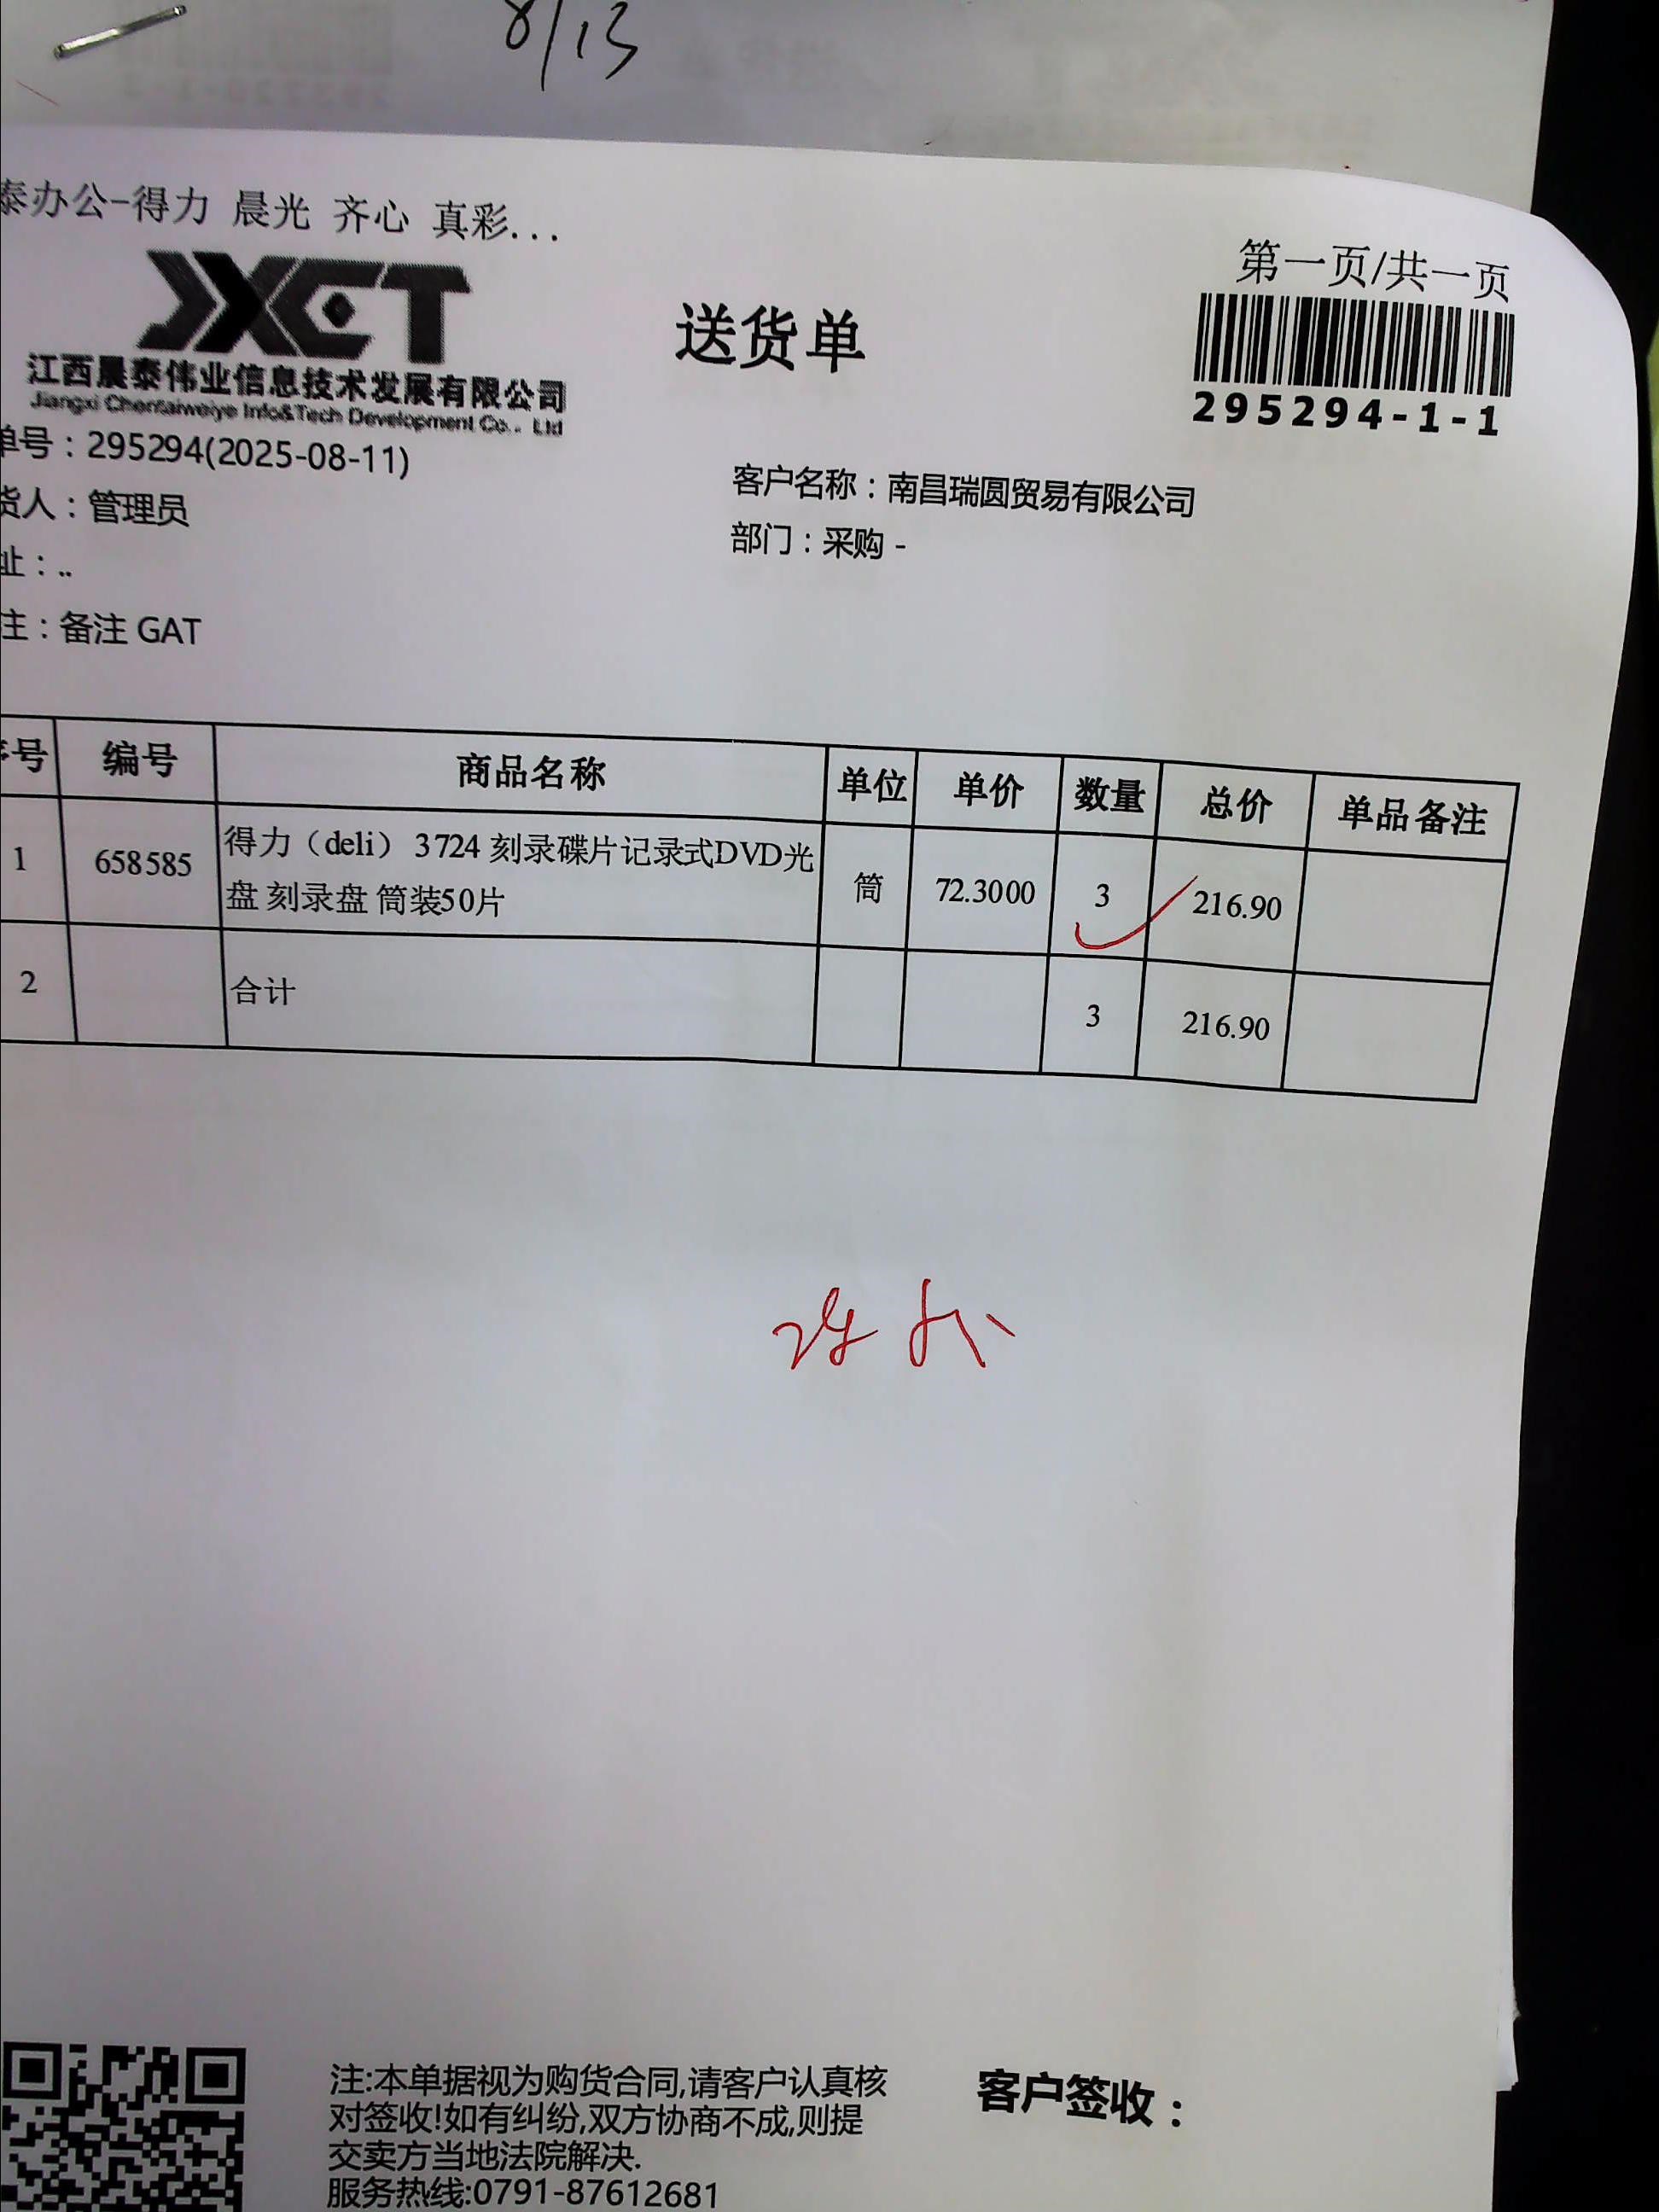 8/13
泰办公-得力 晨光 齐心 真彩...
第一页/共一页
JXCT
送货单
江西晨泰伟业信息技术发展有限公司
Jiangxi Chentaiweiye Info&Tech Development Co., Ltd
295294-1-1
单号：295294(2025-08-11)
客户名称：南昌瑞圆贸易有限公司
货人：管理员
部门：采购 -
址：..
注：备注 GAT
序号 编号 商品名称 单位 单价 数量 总价 单品备注
1 658585 得力（deli） 3724 刻录碟片记录式DVD光 筒 72.3000 3 216.90
盘 刻录盘 筒装50片
2 合计 3 216.90
注:本单据视为购货合同,请客户认真核
对签收!如有纠纷,双方协商不成,则提
交卖方当地法院解决.
服务热线:0791-87612681
客户签收：